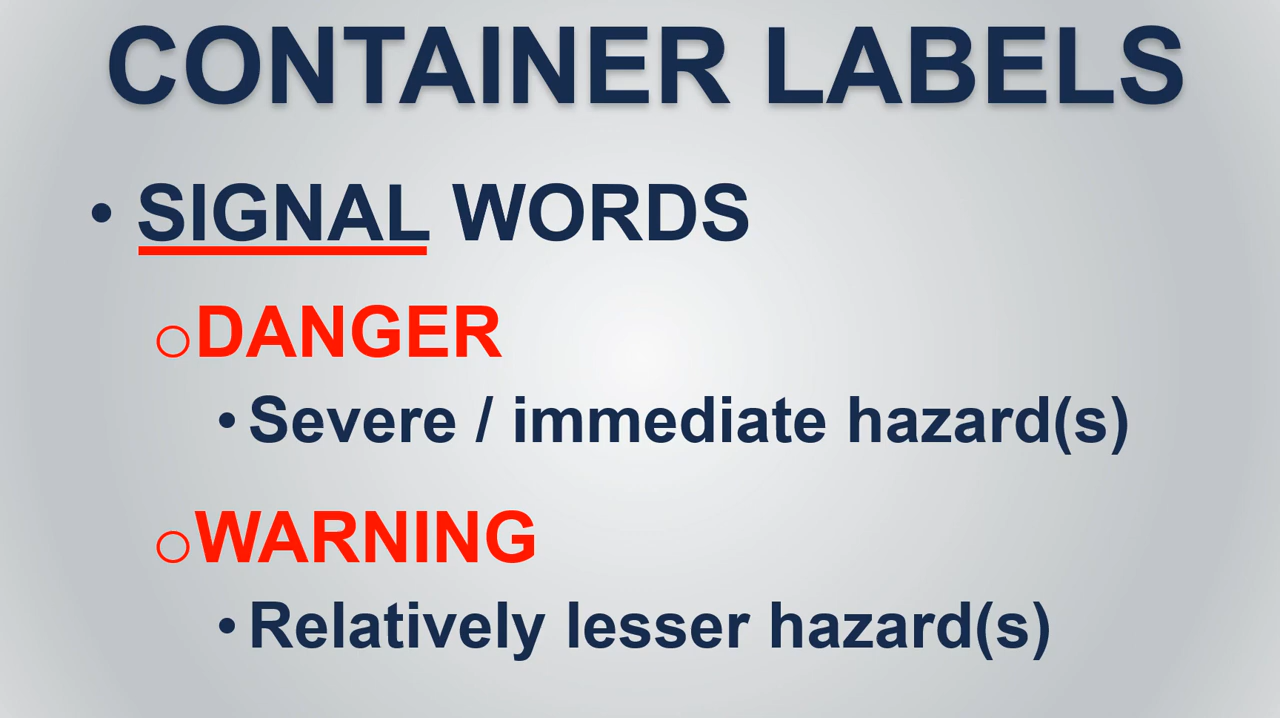 CONTAINER LABELS
• SIGNAL WORDS
○DANGER
• Severe / immediate hazard(s)
○WARNING
• Relatively lesser hazard(s)